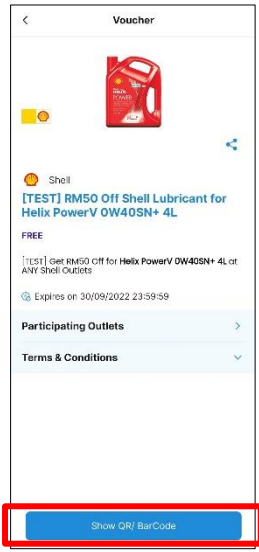 Voucher
HELIX
POWER
Shell
[TEST] RM50 Off Shell Lubricant for
Helix PowerV 0W40SN+ 4L
FREE
[TEST] Get RM50 Off for Helix PowerV 0W40SN+ 4L at
ANY Shell Outlets
Expires on 30/09/2022 23:59:59
Participating Outlets
Terms & Conditions
Show QR/ BarCode